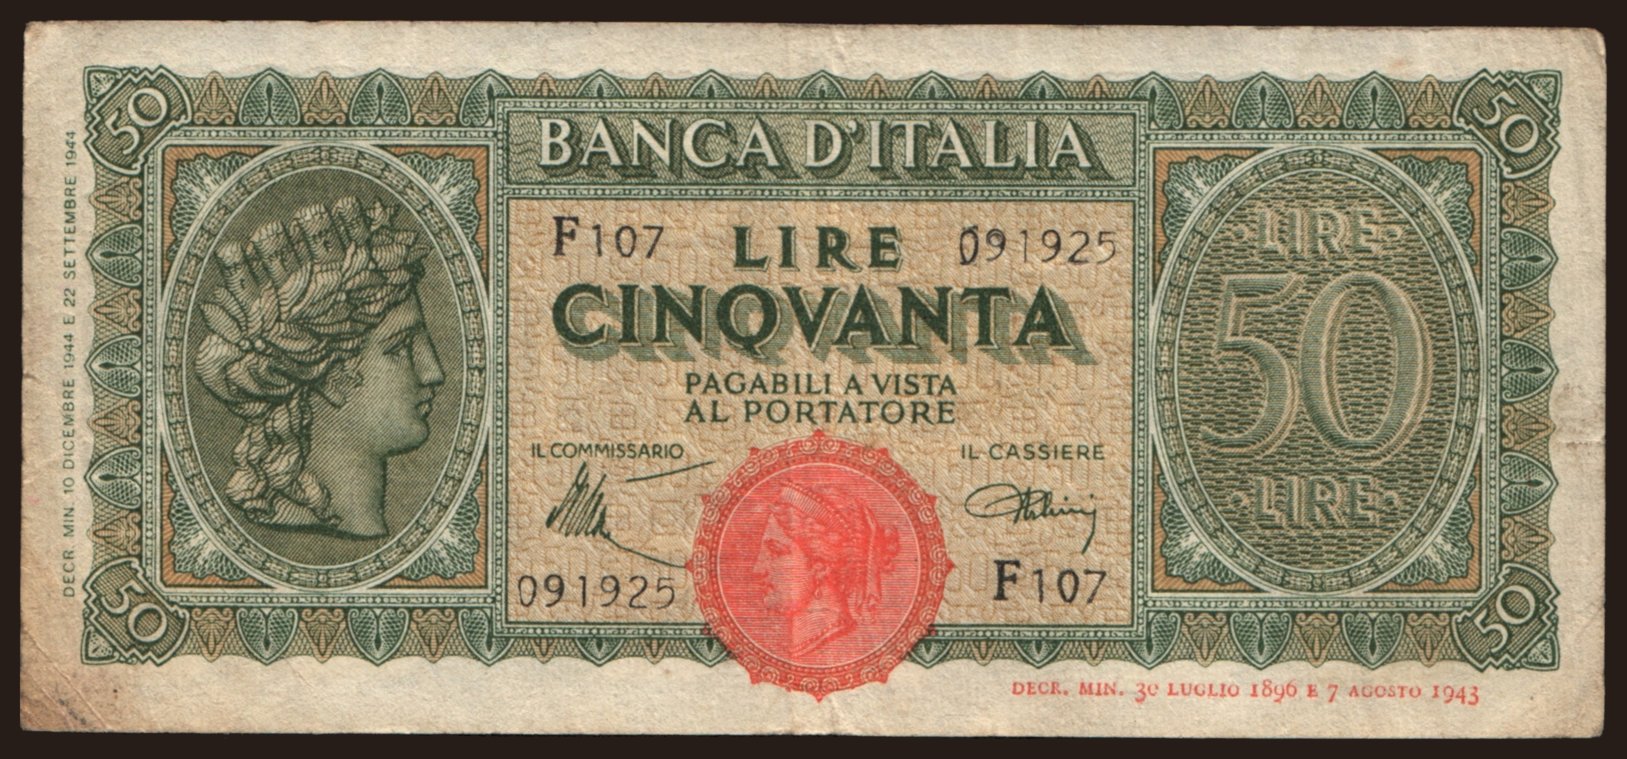 50
50
BANCA D'ITALIA
F107 LIRE 091925
CINQVANTA
PAGABILI A VISTA
AL PORTATORE
IL COMMISSARIO
IL CASSIERE
091925
F107
LIRE
50
LIRE
50
50
DECR. MIN. 10 DICEMBRE 1944 E 22 SETTEMBRE 1944
DECR. MIN. 30 LUGLIO 1896 E 7 AGOSTO 1943